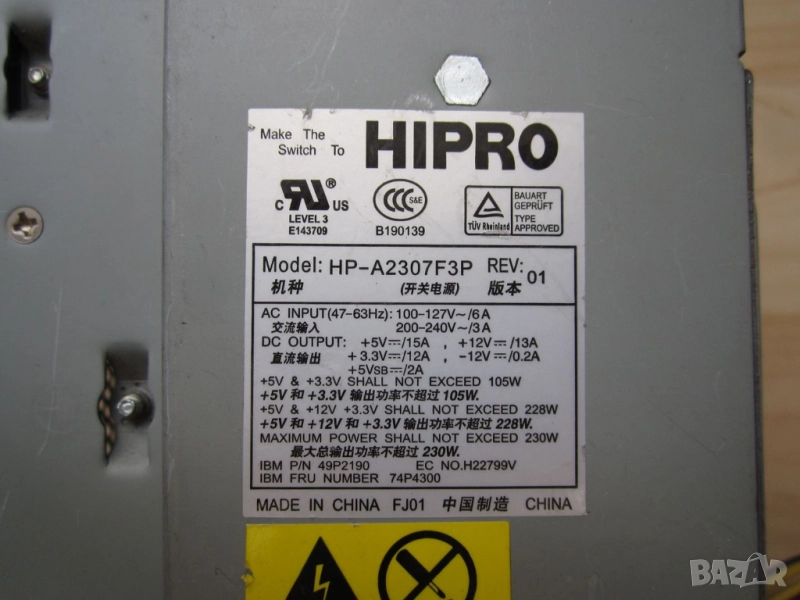 Make The
Switch To
HIPRO
c RU ® US
LEVEL 3
E143709
CCC S&E
B190139
TÜV Rheinland
BAUART
GEPRÜFT
TYPE
APPROVED
Model: HP-A2307F3P REV: 01
机种 (开关电源) 版本
AC INPUT(47-63Hz): 100-127V~/6A
交流输入 200-240V~/3A
DC OUTPUT: +5V⎓/15A , +12V⎓/13A
直流输出 +3.3V⎓/12A , -12V⎓/0.2A
+5VSB⎓/2A
+5V & +3.3V SHALL NOT EXCEED 105W
+5V 和 +3.3V 输出功率不超过 105W.
+5V & +12V +3.3V SHALL NOT EXCEED 228W
+5V 和 +12V 和 +3.3V 输出功率不超过 228W.
MAXIMUM POWER SHALL NOT EXCEED 230W
最大总输出功率不超过 230W.
IBM P/N 49P2190 EC NO.H22799V
IBM FRU NUMBER 74P4300
MADE IN CHINA FJ01 中国制造 CHINA
BAZAR